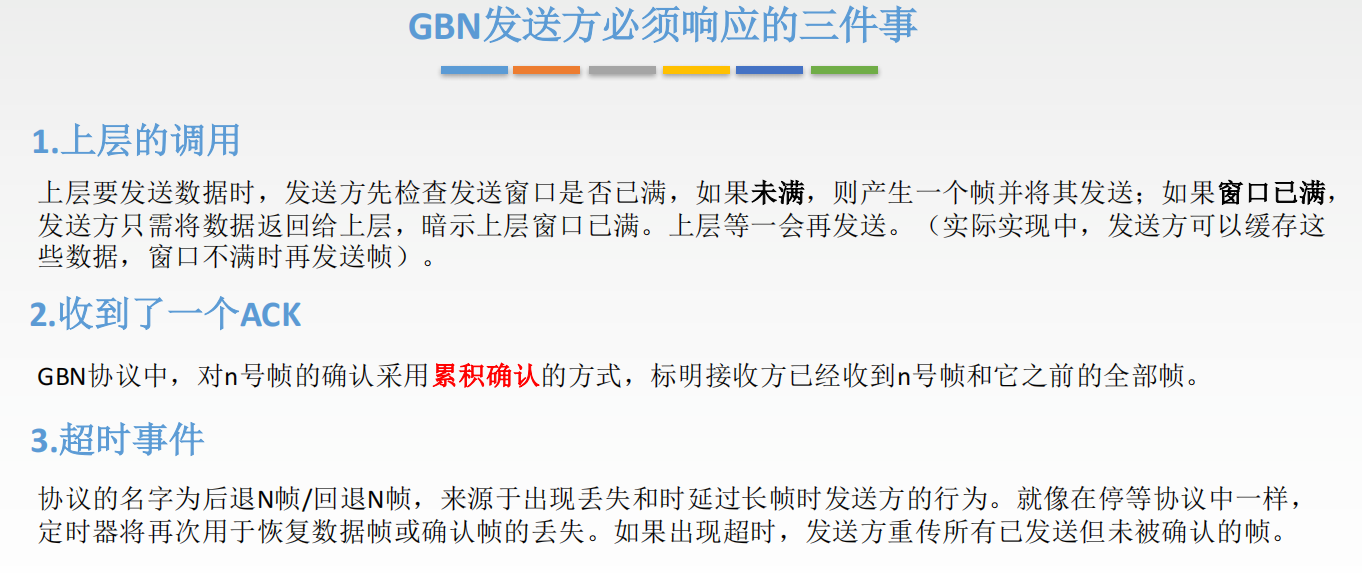 GBN发送方必须响应的三件事
1.上层的调用
上层要发送数据时，发送方先检查发送窗口是否已满，如果未满，则产生一个帧并将其发送；如果窗口已满，
发送方只需将数据返回给上层，暗示上层窗口已满。上层等一会再发送。（实际实现中，发送方可以缓存这
些数据，窗口不满时再发送帧）。
2.收到了一个ACK
GBN协议中，对n号帧的确认采用累积确认的方式，标明接收方已经收到n号帧和它之前的全部帧。
3.超时事件
协议的名字为后退N帧/回退N帧，来源于出现丢失和时延过长帧时发送方的行为。就像在停等协议中一样，
定时器将再次用于恢复数据帧或确认帧的丢失。如果出现超时，发送方重传所有已发送但未被确认的帧。